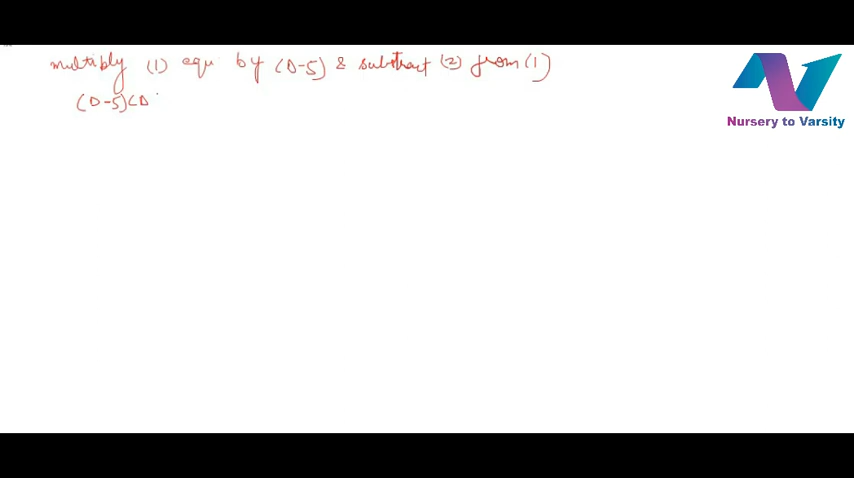 multiply (1) equ by (D-5) & subtract (2) from (1)
(D-5)(D
Nursery to Varsity